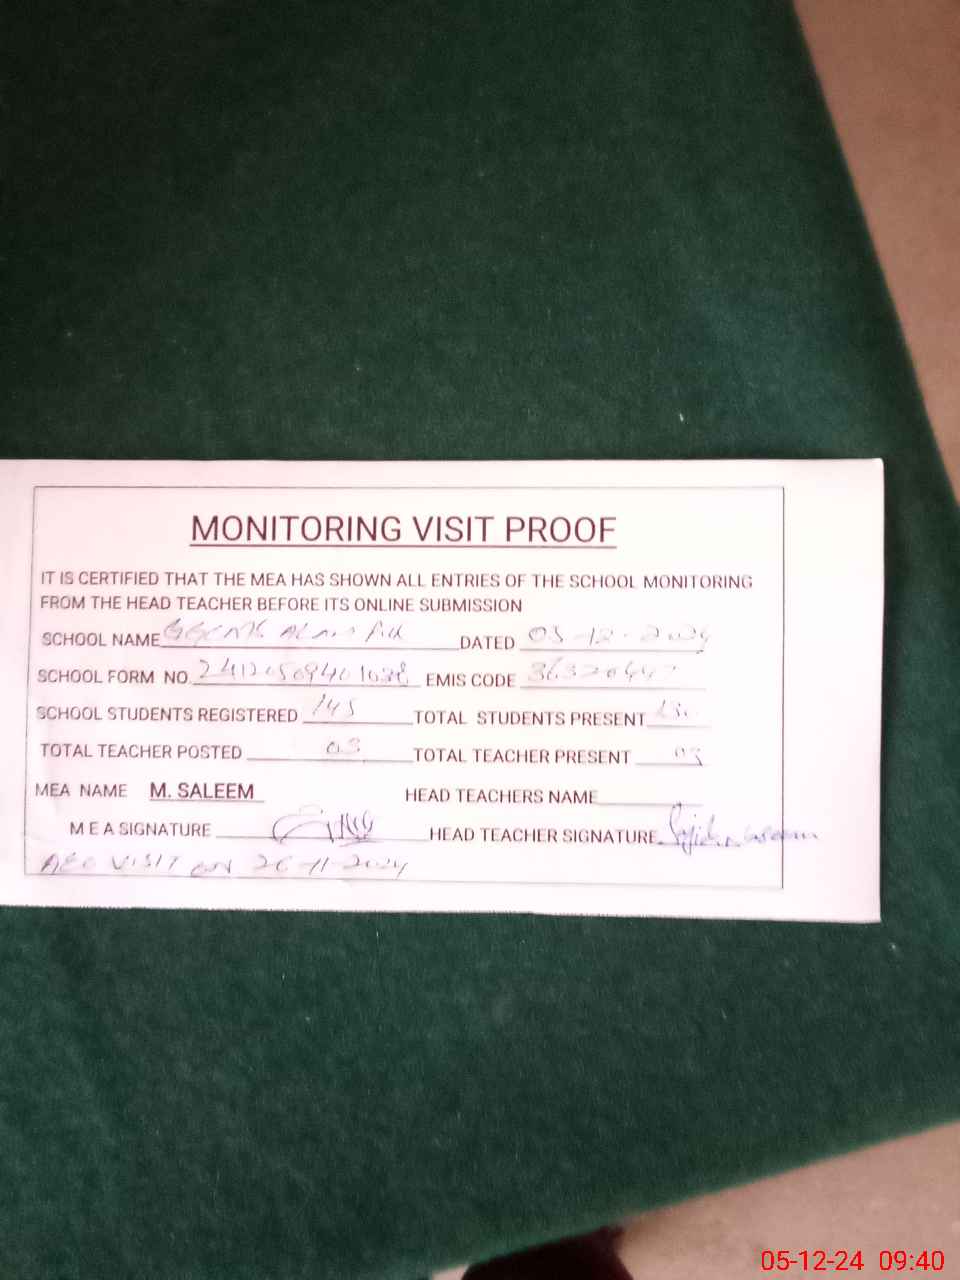 MONITORING VISIT PROOF
IT IS CERTIFIED THAT THE MEA HAS SHOWN ALL ENTRIES OF THE SCHOOL MONITORING
FROM THE HEAD TEACHER BEFORE ITS ONLINE SUBMISSION
SCHOOL NAME DATED 05-12-2024
SCHOOL FORM NO EMIS CODE
SCHOOL STUDENTS REGISTERED 145 TOTAL STUDENTS PRESENT
TOTAL TEACHER POSTED 03 TOTAL TEACHER PRESENT 03
MEA NAME M. SALEEM HEAD TEACHERS NAME
M E A SIGNATURE HEAD TEACHER SIGNATURE
AEO VISIT ON 26-11-2024
05-12-24 09:40